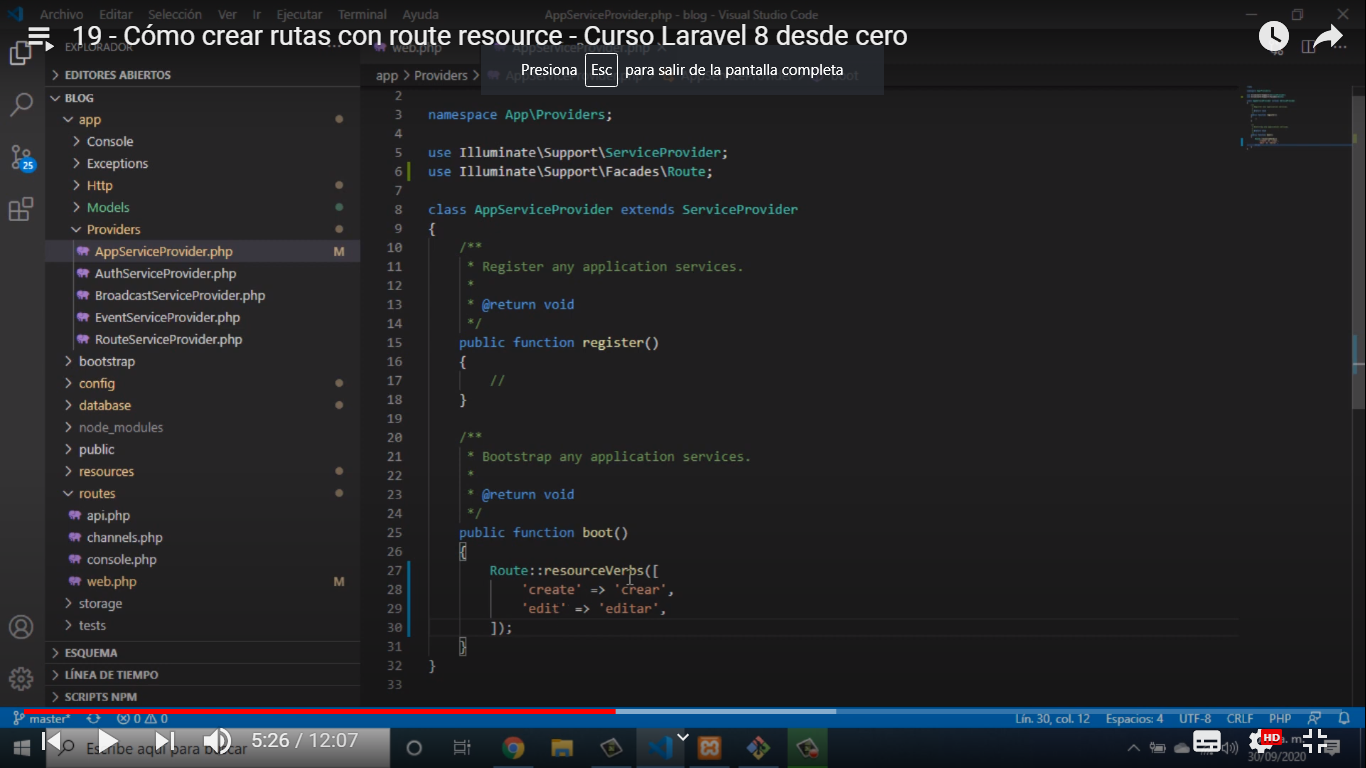 Archivo Editar Selección Ver Ir Ejecutar Terminal Ayuda
AppServiceProvider.php - blog - Visual Studio Code
19 - Cómo crear rutas con route resource - Curso Laravel 8 desde cero
Presiona Esc para salir de la pantalla completa
EXPLORADOR
web.php
app > Providers >
EDITORES ABIERTOS
BLOG
app
Console
Exceptions
Http
Models
Providers
AppServiceProvider.php M
AuthServiceProvider.php
BroadcastServiceProvider.php
EventServiceProvider.php
RouteServiceProvider.php
bootstrap
config
database
node_modules
public
resources
routes
api.php
channels.php
console.php
web.php M
storage
tests
ESQUEMA
LÍNEA DE TIEMPO
SCRIPTS NPM
25
2
3 namespace App\Providers;
4
5 use Illuminate\Support\ServiceProvider;
6 use Illuminate\Support\Facades\Route;
7
8 class AppServiceProvider extends ServiceProvider
9 {
10 /**
11 * Register any application services.
12 *
13 * @return void
14 */
15 public function register()
16 {
17 //
18 }
19
20 /**
21 * Bootstrap any application services.
22 *
23 * @return void
24 */
25 public function boot()
26 {
27 Route::resourceVerbs([
28 'create' => 'crear',
29 'edit' => 'editar',
30 ]);
31 }
32 }
33
master* 0 0
Lín. 30, col. 12 Espacios: 4 UTF-8 CRLF PHP
Escribe aquí para buscar
5:26 / 12:07
HD
30/09/2020